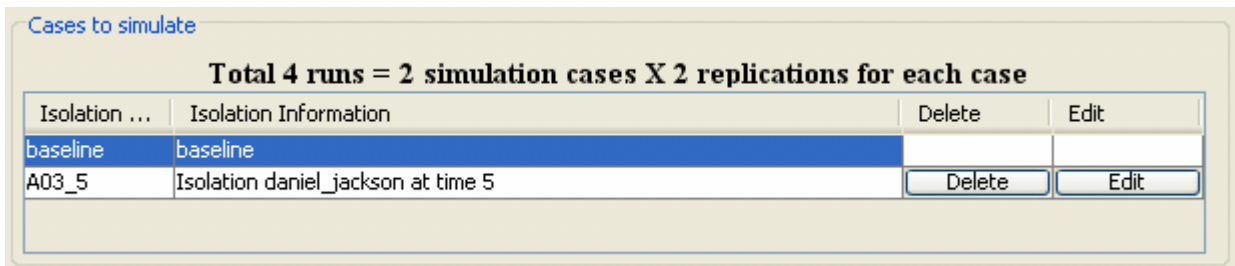 Cases to simulate
Total 4 runs = 2 simulation cases X 2 replications for each case
Isolation ... Isolation Information Delete Edit
baseline baseline
A03_5 Isolation daniel_jackson at time 5 Delete Edit